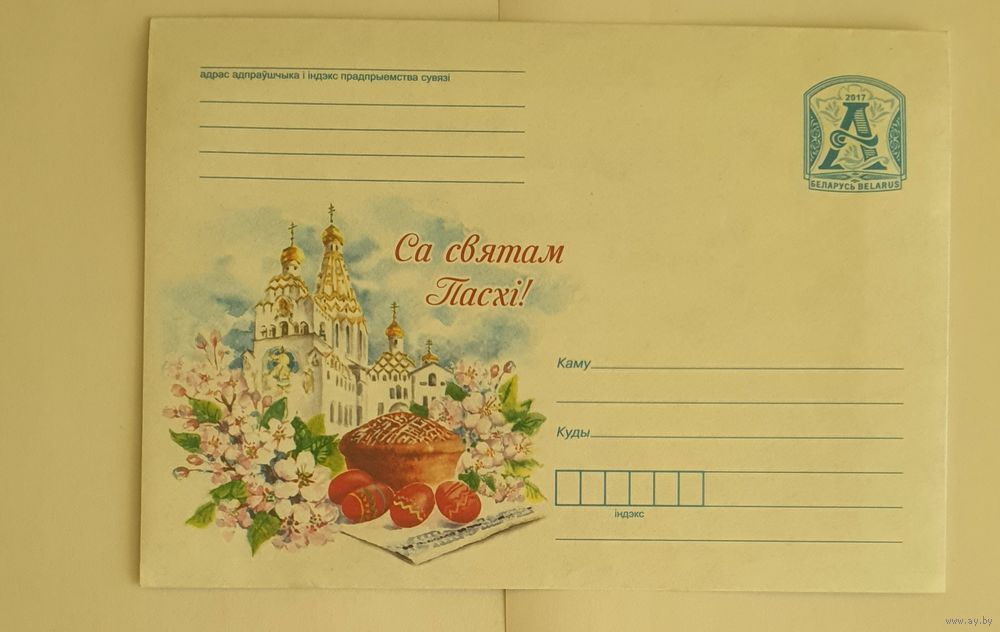 адрас адпраўшчыка і індэкс прадпрыемства сувязі
2017
А
БЕЛАРУСЬ BELARUS
Са святам
Пасхі!
Каму
Куды
індэкс
www.ay.by